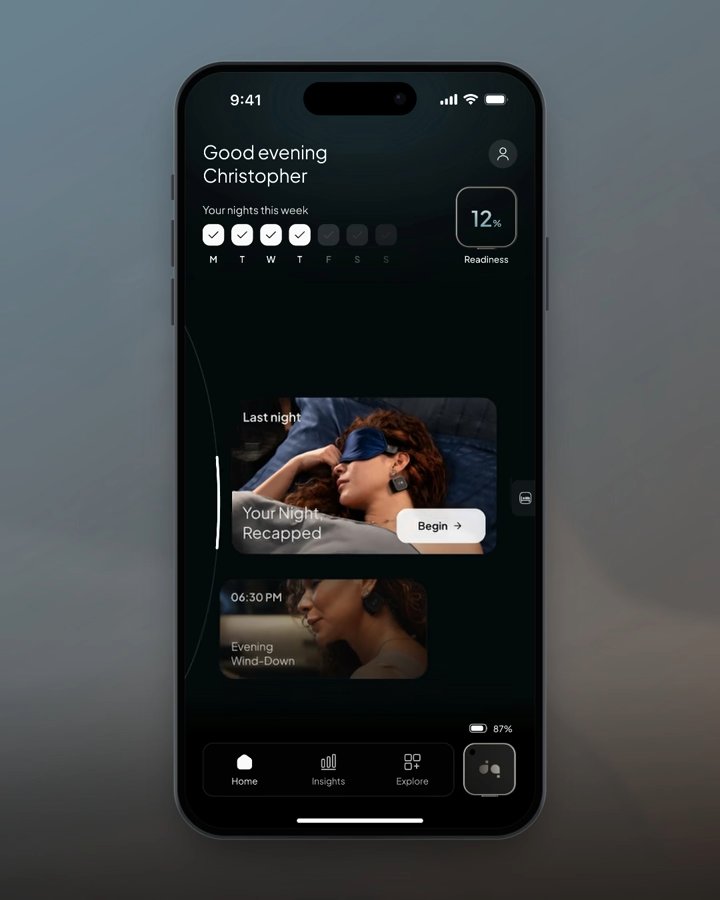 9:41
Good evening
Christopher
Your nights this week
M T W T F S S
12%
Readiness
Last night
Your Night,
Recapped
Begin →
06:30 PM
Evening
Wind-Down
87%
Home
Insights
Explore